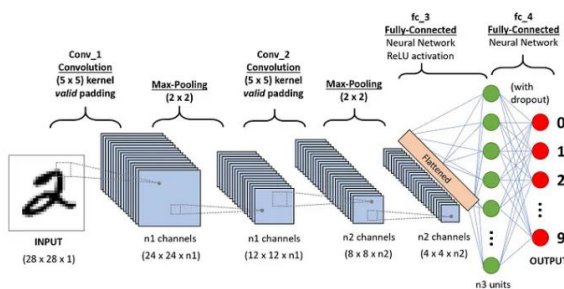 Conv_1
Convolution
(5 x 5) kernel
valid padding
Max-Pooling
(2 x 2)
Conv_2
Convolution
(5 x 5) kernel
valid padding
Max-Pooling
(2 x 2)
fc_3
Fully-Connected
Neural Network
ReLU activation
fc_4
Fully-Connected
Neural Network
(with
dropout)
Flattened
0
1
2
9
OUTPUT
2
INPUT
(28 x 28 x 1)
n1 channels
(24 x 24 x n1)
n1 channels
(12 x 12 x n1)
n2 channels
(8 x 8 x n2)
n2 channels
(4 x 4 x n2)
n3 units